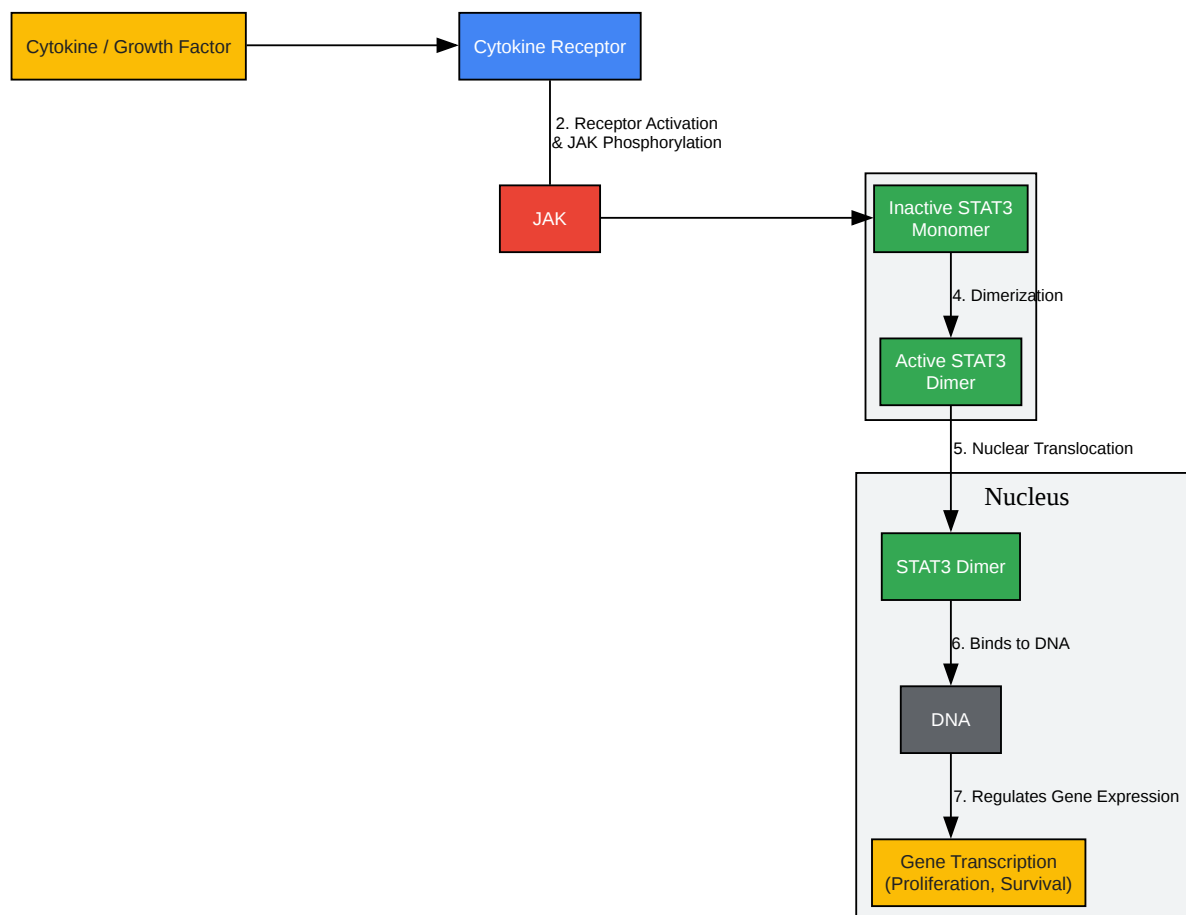 Cytokine / Growth Factor
Cytokine Receptor
2. Receptor Activation
& JAK Phosphorylation
JAK
Inactive STAT3
Monomer
4. Dimerization
Active STAT3
Dimer
5. Nuclear Translocation
Nucleus
STAT3 Dimer
6. Binds to DNA
DNA
7. Regulates Gene Expression
Gene Transcription
(Proliferation, Survival)